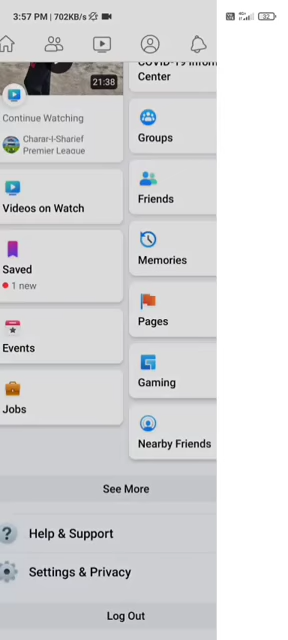 3:57 PM | 702KB/s
21:38
Continue Watching
Charar-I-Sharief
Premier League
Videos on Watch
Saved
1 new
Events
Jobs
Center
Groups
Friends
Memories
Pages
Gaming
Nearby Friends
See More
Help & Support
Settings & Privacy
Log Out